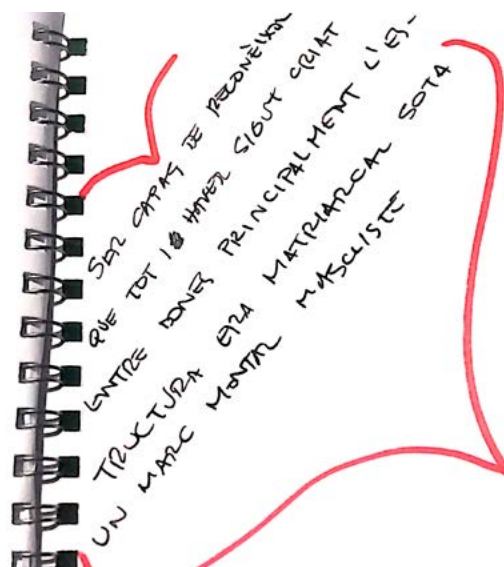 SER CAPAÇ DE RECONÈIXER
QUE TOT I HAVER SIGUT CRIAT
ENTRE DONES PRINCIPALMENT L'ES-
TRUCTURA ERA MATRIARCAL SOTA
UN MARC MENTAL MASCLISTE